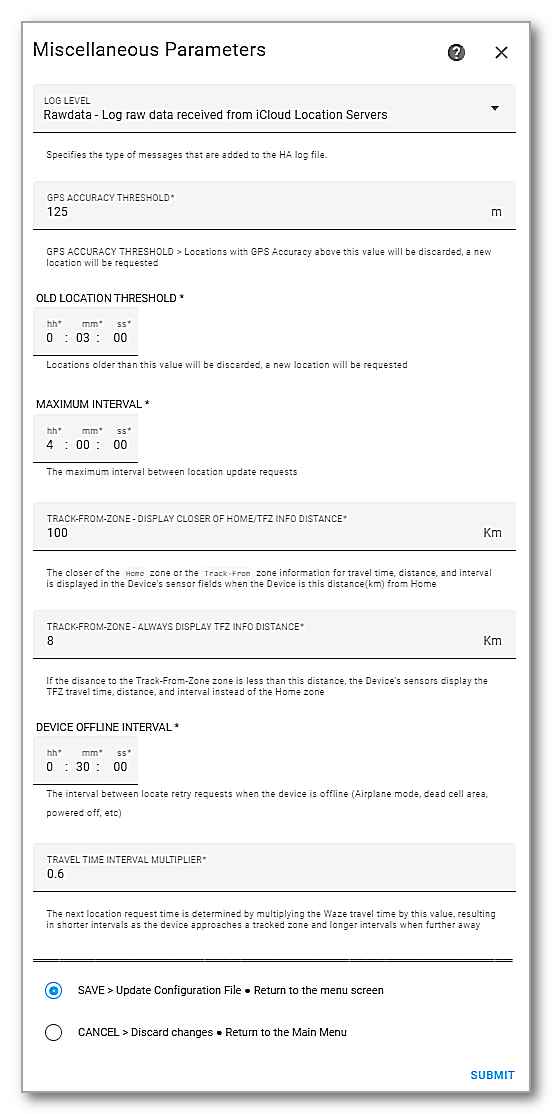 Miscellaneous Parameters
LOG LEVEL
Rawdata - Log raw data received from iCloud Location Servers
Specifies the type of messages that are added to the HA log file.
GPS ACCURACY THRESHOLD*
125 m
GPS ACCURACY THRESHOLD > Locations with GPS Accuracy above this value will be discarded, a new
location will be requested
OLD LOCATION THRESHOLD *
hh* mm* ss*
0 : 03 : 00
Locations older than this value will be discarded, a new location will be requested
MAXIMUM INTERVAL *
hh* mm* ss*
4 : 00 : 00
The maximum interval between location update requests
TRACK-FROM-ZONE - DISPLAY CLOSER OF HOME/TFZ INFO DISTANCE*
100 Km
The closer of the Home zone or the Track-From zone information for travel time, distance, and interval
is displayed in the Device's sensor fields when the Device is this distance(km) from Home
TRACK-FROM-ZONE - ALWAYS DISPLAY TFZ INFO DISTANCE*
8 Km
If the disance to the Track-From-Zone zone is less than this distance, the Device's sensors display the
TFZ travel time, distance, and interval instead of the Home zone
DEVICE OFFLINE INTERVAL *
hh* mm* ss*
0 : 30 : 00
The interval between locate retry requests when the device is offline (Airplane mode, dead cell area,
powered off, etc)
TRAVEL TIME INTERVAL MULTIPLIER*
0.6
The next location request time is determined by multiplying the Waze travel time by this value, resulting
in shorter intervals as the device approaches a tracked zone and longer intervals when further away
SAVE > Update Configuration File ● Return to the menu screen
CANCEL > Discard changes ● Return to the Main Menu
SUBMIT